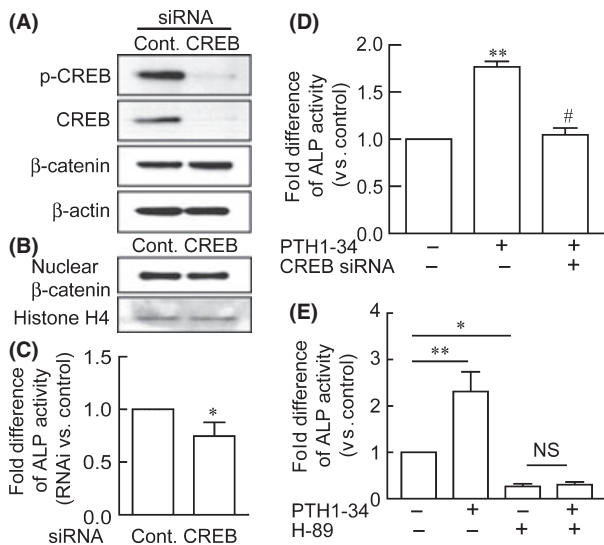 (A)
siRNA
Cont. CREB
p-CREB
CREB
β-catenin
β-actin
(B)
Cont. CREB
Nuclear
β-catenin
Histone H4
(C)
Fold difference
of ALP activity
(RNAi vs. control)
1.5
1.0
0.5
0.0
*
siRNA
Cont. CREB
(D)
Fold difference
of ALP activity
(vs. control)
2.0
1.5
1.0
0.5
0.0
**
#
PTH1-34 – + +
CREB siRNA – – +
(E)
Fold difference
of ALP activity
(vs. control)
4
3
2
1
0
*
**
NS
PTH1-34 – + – +
H-89 – – + +